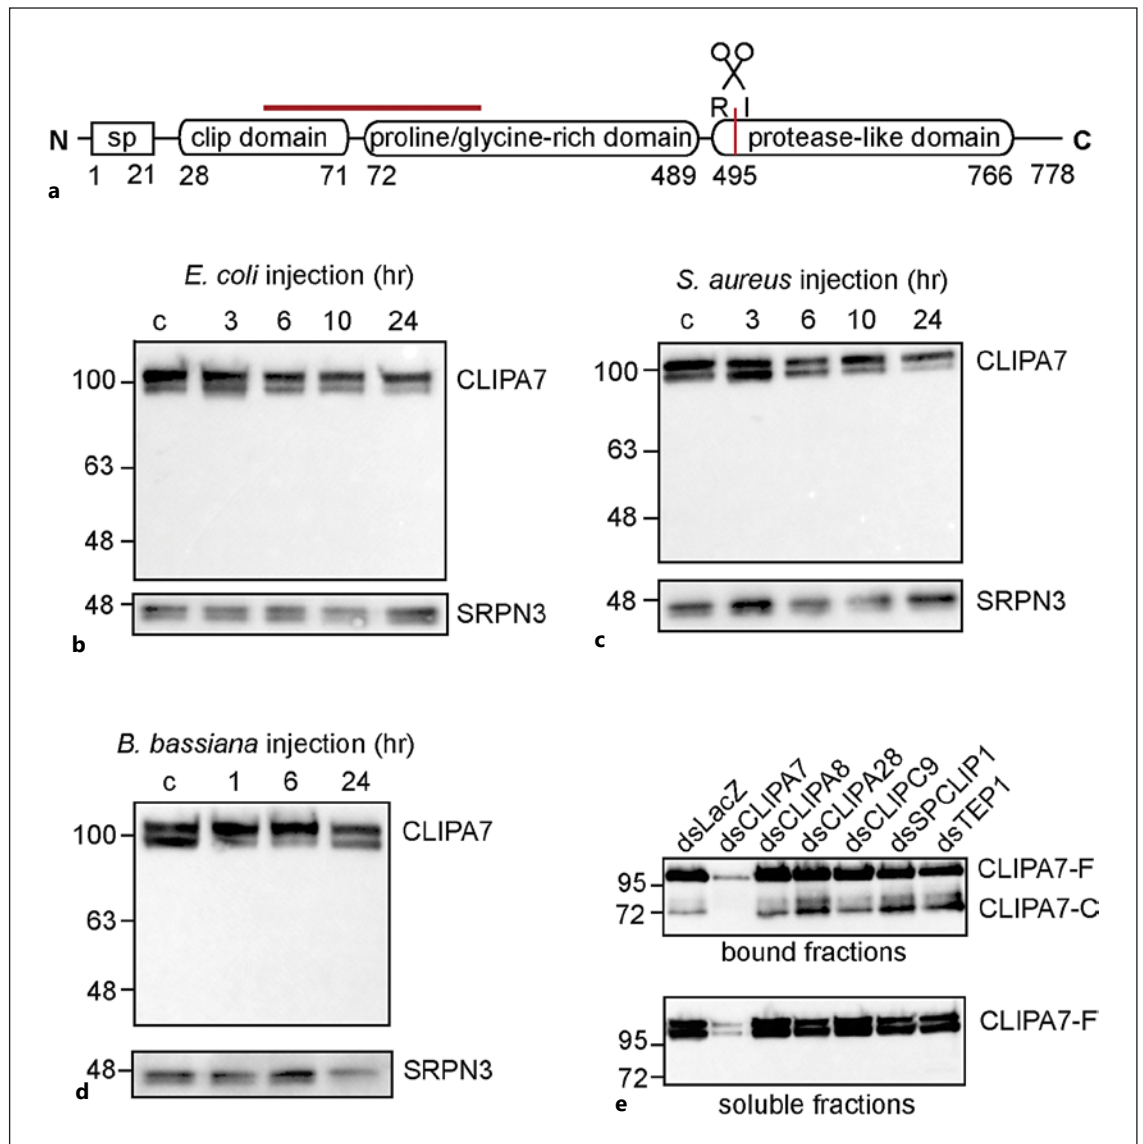 R I
N sp clip domain proline/glycine-rich domain protease-like domain C
1 21 28 71 72 489 495 766 778
a
E. coli injection (hr)
c 3 6 10 24
100 CLIPA7
63
48
48 SRPN3
b
S. aureus injection (hr)
c 3 6 10 24
100 CLIPA7
63
48
48 SRPN3
c
B. bassiana injection (hr)
c 1 6 24
100 CLIPA7
63
48
48 SRPN3
d
dsLacZ
dsCLIPA7
dsCLIPA8
dsCLIPA28
dsCLIPC9
dsSPCLIP1
dsTEP1
95 CLIPA7-F
72 CLIPA7-C
bound fractions
CLIPA7-F
95
72
soluble fractions
e